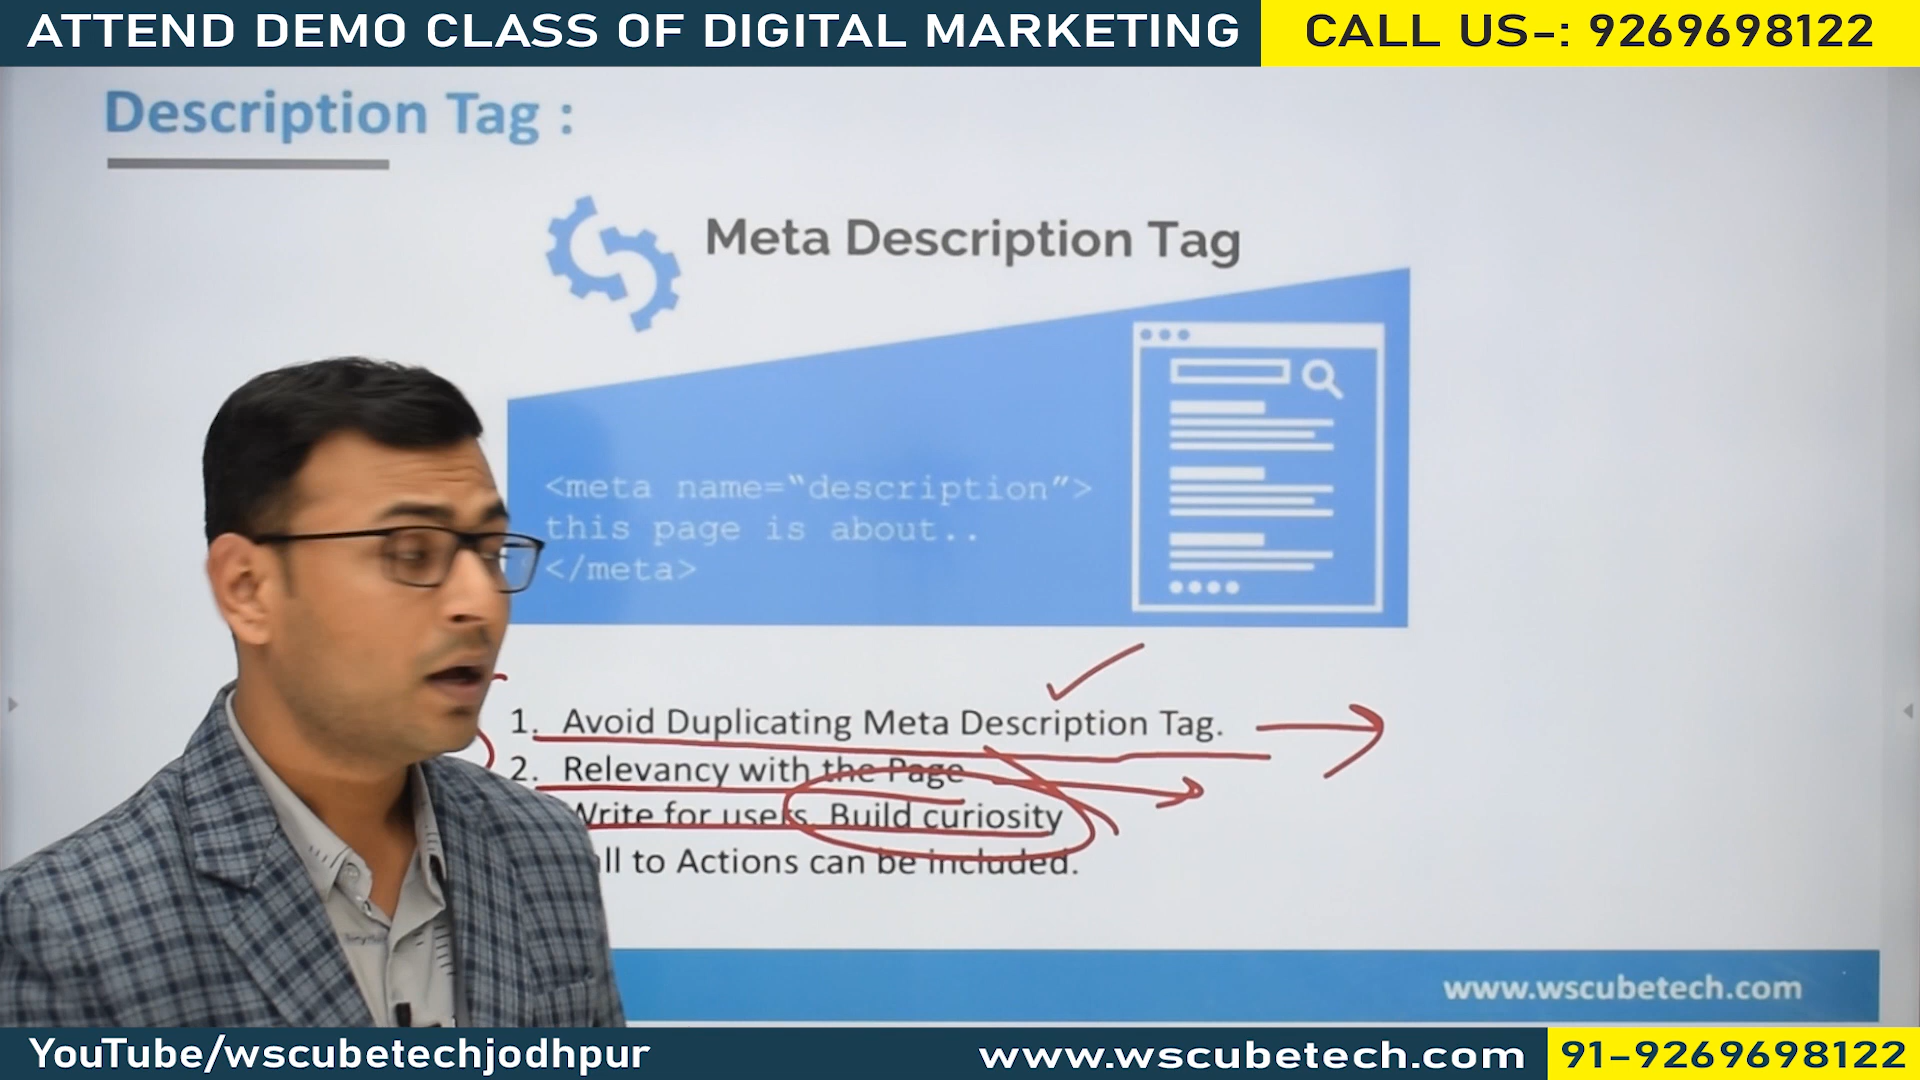 ATTEND DEMO CLASS OF DIGITAL MARKETING
CALL US-: 9269698122
Description Tag :
Meta Description Tag
<meta name=“description”>
this page is about..
</meta>
1. Avoid Duplicating Meta Description Tag.
2. Relevancy with the Page
Write for users. Build curiosity
to Actions can be included.
www.wscubetech.com
YouTube/wscubetechjodhpur
www.wscubetech.com
91-9269698122